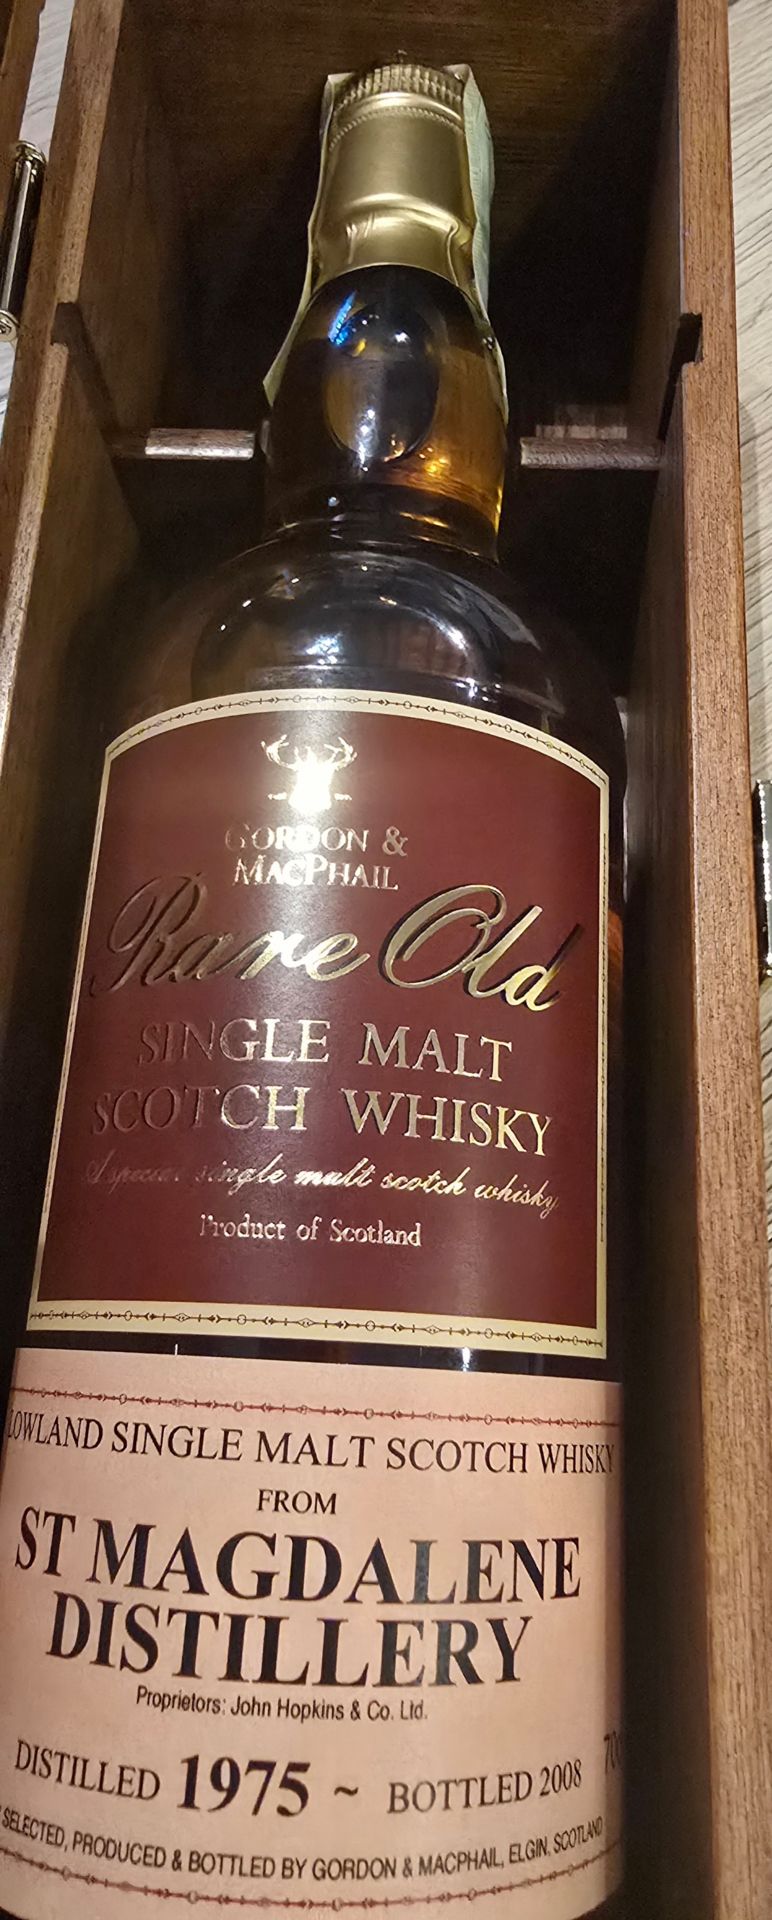 GORDON &
MACPHAIL
Rare Old
SINGLE MALT
SCOTCH WHISKY
A special single malt scotch whisky
Product of Scotland
LOWLAND SINGLE MALT SCOTCH WHISKY
FROM
ST MAGDALENE
DISTILLERY
Proprietors: John Hopkins & Co. Ltd.
DISTILLED 1975 ~ BOTTLED 2008
SELECTED, PRODUCED & BOTTLED BY GORDON & MACPHAIL, ELGIN, SCOTLAND